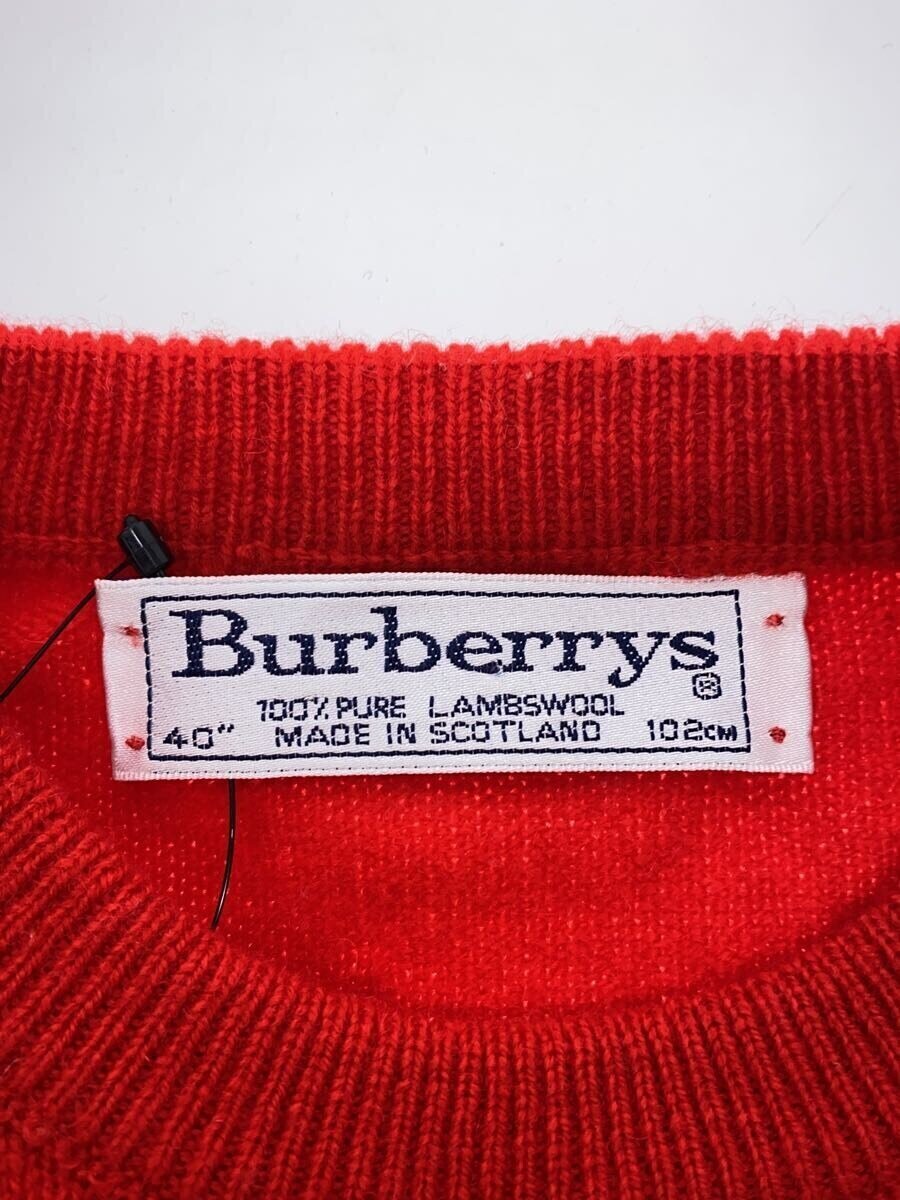 Burberrys
®
100% PURE LAMBSWOOL
40" MADE IN SCOTLAND 102CM